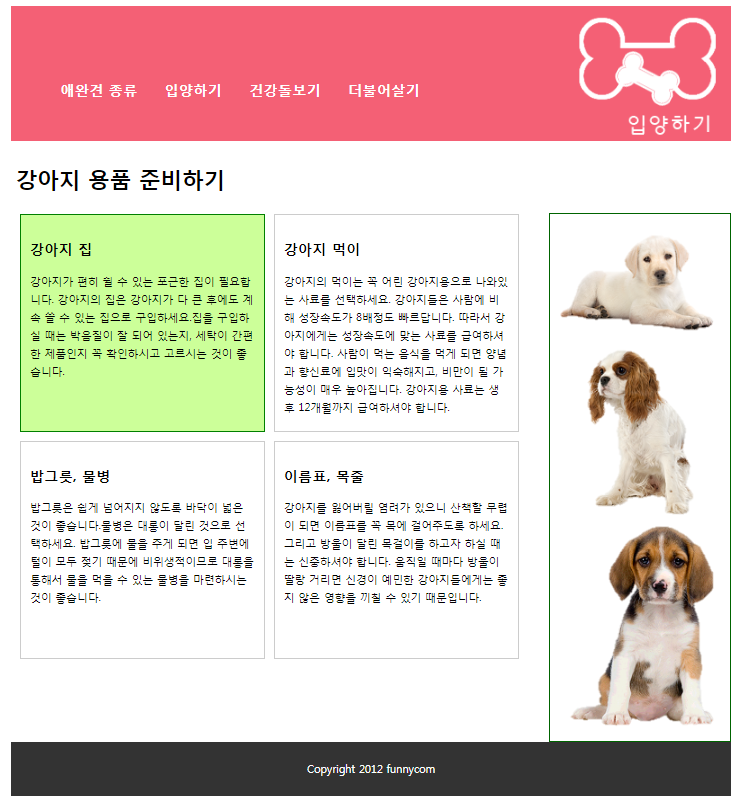 애완견 종류 입양하기 건강돌보기 더불어살기
입양하기
강아지 용품 준비하기
강아지 집
강아지가 편히 쉴 수 있는 포근한 집이 필요합
니다. 강아지의 집은 강아지가 다 큰 후에도 계
속 쓸 수 있는 집으로 구입하세요.집을 구입하
실 때는 박음질이 잘 되어 있는지, 세탁이 간편
한 제품인지 꼭 확인하시고 고르시는 것이 좋
습니다.
강아지 먹이
강아지의 먹이는 꼭 어린 강아지용으로 나와있
는 사료를 선택하세요. 강아지들은 사람에 비
해 성장속도가 8배정도 빠르답니다. 따라서 강
아지에게는 성장속도에 맞는 사료를 급여하셔
야 합니다. 사람이 먹는 음식을 먹게 되면 양념
과 향신료에 입맛이 익숙해지고, 비만이 될 가
능성이 매우 높아집니다. 강아지용 사료는 생
후 12개월까지 급여하셔야 합니다.
밥그릇, 물병
밥그릇은 쉽게 넘어지지 않도록 바닥이 넓은
것이 좋습니다.물병은 대롱이 달린 것으로 선
택하세요. 밥그릇에 물을 주게 되면 입 주변에
털이 모두 젖기 때문에 비위생적이므로 대롱을
통해서 물을 먹을 수 있는 물병을 마련하시는
것이 좋습니다.
이름표, 목줄
강아지를 잃어버릴 염려가 있으니 산책할 무렵
이 되면 이름표를 꼭 목에 걸어주도록 하세요.
그리고 방울이 달린 목걸이를 하고자 하실 때
는 신중하셔야 합니다. 움직일 때마다 방울이
딸랑 거리면 신경이 예민한 강아지들에게는 좋
지 않은 영향을 끼칠 수 있기 때문입니다.
Copyright 2012 funnycom